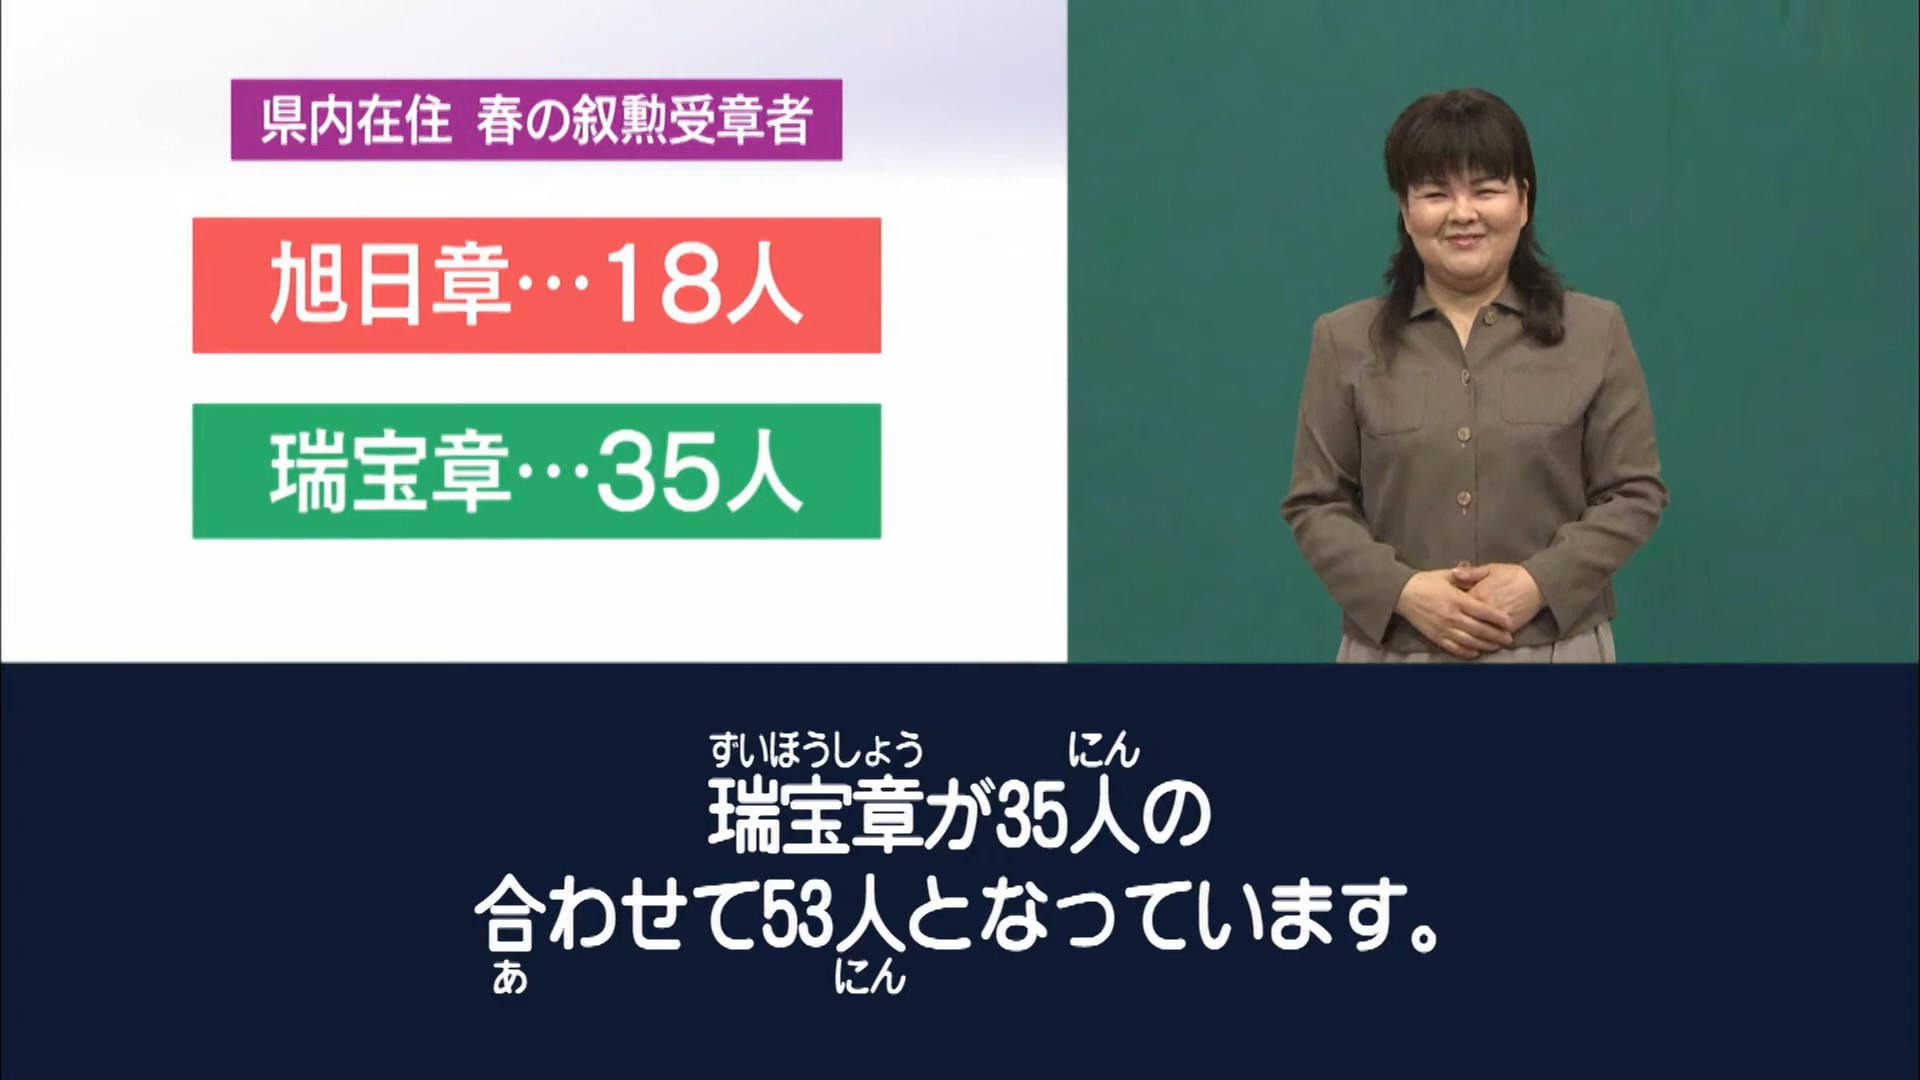 県内在住 春の叙勲受章者
旭日章…18人
瑞宝章…35人
ずいほうしょう にん
瑞宝章が35人の
合わせて53人となっています。
あ にん